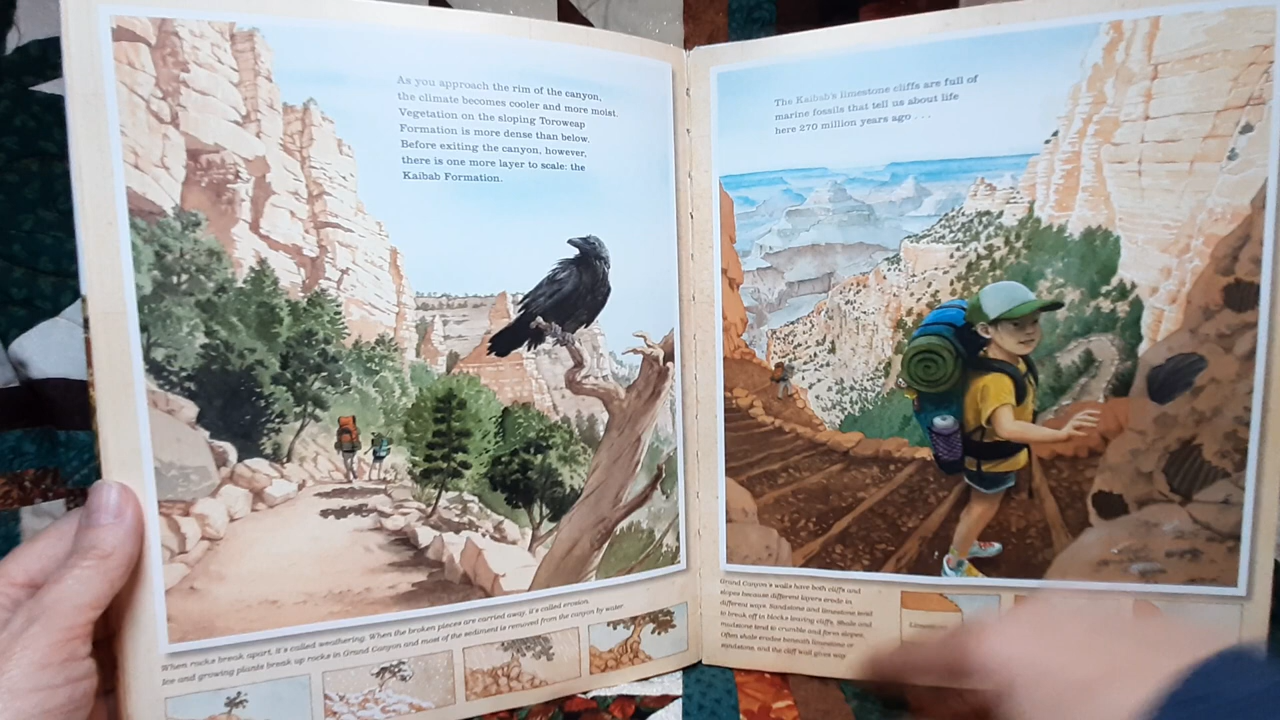 As you approach the rim of the canyon,
the climate becomes cooler and more moist.
Vegetation on the sloping Toroweap
Formation is more dense than below.
Before exiting the canyon, however,
there is one more layer to scale: the
Kaibab Formation.
When rocks break apart, it's called weathering. When the broken pieces are carried away, it's called erosion.
Ice and growing plants break up rocks in Grand Canyon and most of the sediment is removed from the canyon by water.
The Kaibab's limestone cliffs are full of
marine fossils that tell us about life
here 270 million years ago . . .
Grand Canyon's walls have both cliffs and
slopes because different layers erode in
different ways. Sandstone and limestone tend
to break off in blocks leaving cliffs. Shale and
mudstone tend to crumble and form slopes.
Often shale erodes beneath limestone or
sandstone, and the cliff wall gives way
Limestone